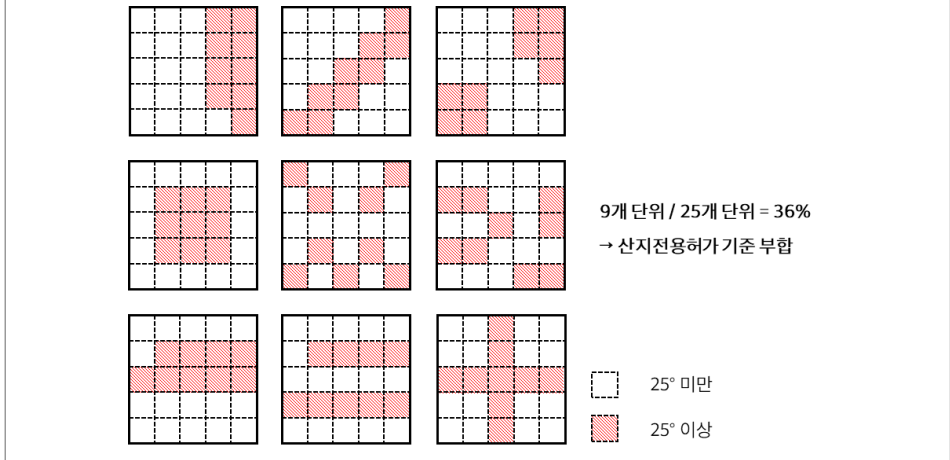 9개 단위 / 25개 단위 = 36%
→ 산지전용허가 기준 부합
25° 미만
25° 이상